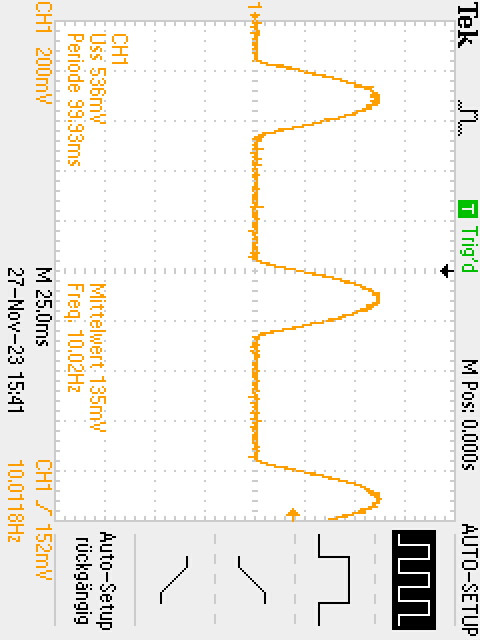 Tek T Trig'd M Pos: 0.000s AUTO-SETUP
1
CH1
Uss 536mV Mittelwert 135mV
Periode 99.93ms Freq. 10.02Hz
Auto-Setup
rückgängig
CH1 200mV M 25.0ms CH1 / 152mV
27-Nov-23 15:41 10.0118Hz